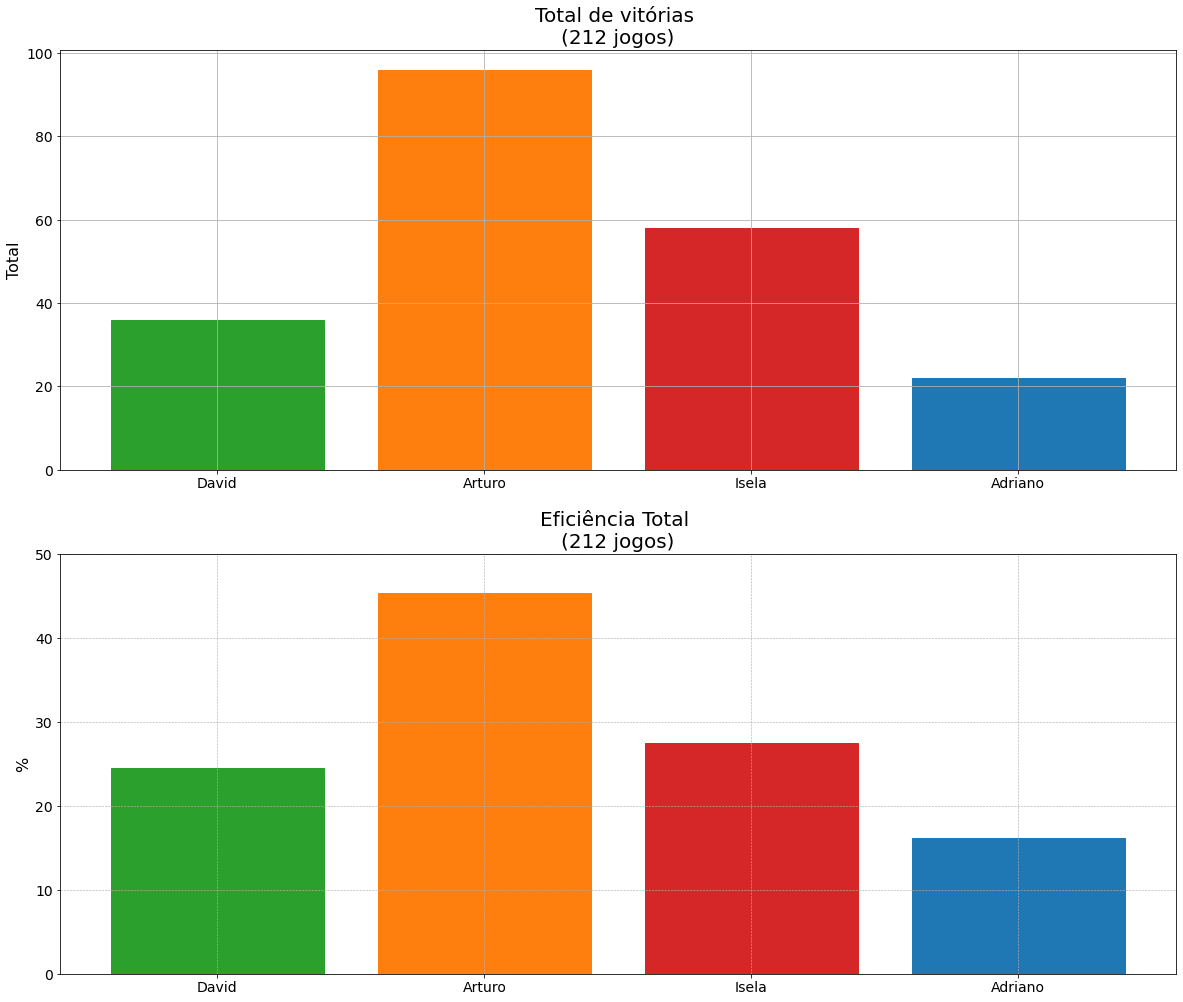 Total de vitórias
(212 jogos)
100
80
60
40
20
0
Total
David Arturo Isela Adriano
Eficiência Total
(212 jogos)
50
40
30
20
10
0
%
David Arturo Isela Adriano